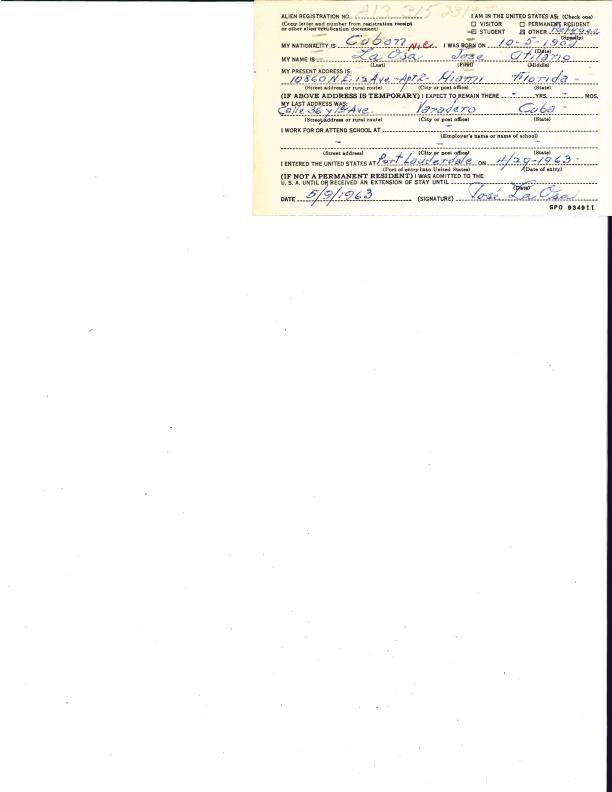 ALIEN REGISTRATION NO. A13 315 231 I AM IN THE UNITED STATES AS: (Check one)
(Copy letter and number from registration receipt □ VISITOR □ PERMANENT RESIDENT
or other alien certification document) □ STUDENT ☒ OTHER Refugee
(Specify)
MY NATIONALITY IS Cuban N.C. I WAS BORN ON 10-5-190
(Date)
MY NAME IS La Osa Jose Atilano
(Last) (First) (Middle)
MY PRESENT ADDRESS IS:
10860 N.E. 12 Ave.-Apt 2- Miami Florida -
(Street address or rural route) (City or post office) (State)
(IF ABOVE ADDRESS IS TEMPORARY) I EXPECT TO REMAIN THERE - YRS. - MOS.
MY LAST ADDRESS WAS:
Calle 36 y 1ª Ave. Varadero Cuba -
(Street address or rural route) (City or post office) (State)
I WORK FOR OR ATTEND SCHOOL AT -
(Employer's name or name of school)
- - -
(Street address) (City or post office) (State)
I ENTERED THE UNITED STATES AT Port Lauderdale ON 4/29-1963-
(Port of entry into United States) (Date of entry)
(IF NOT A PERMANENT RESIDENT) I WAS ADMITTED TO THE
U. S. A. UNTIL OR RECEIVED AN EXTENSION OF STAY UNTIL
(Date)
DATE 5/9/1963 (SIGNATURE) José La Osa
GPO 934911